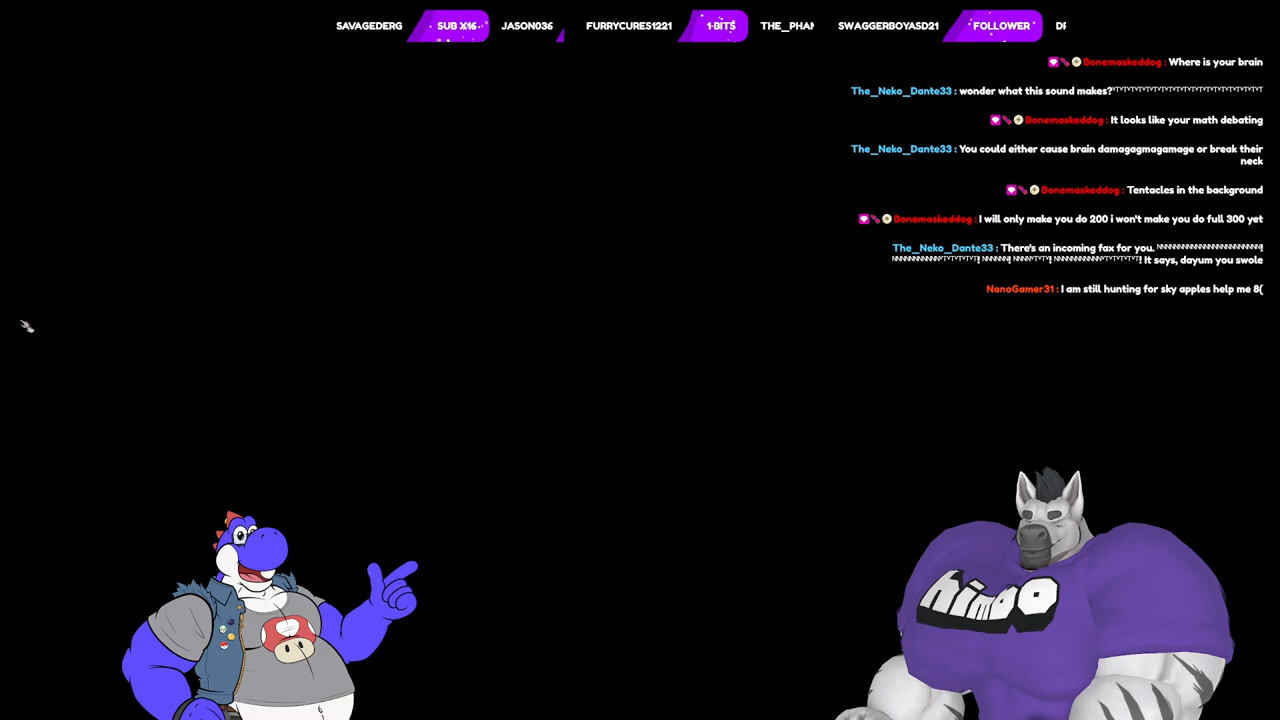 SAVAGEDERG SUB X16 JASON036 FURRYCURES1221 1 BITS THE_PHAN SWAGGERBOYASD21 FOLLOWER
Bonemaskeddog : Where is your brain
The_Neko_Dante33 : wonder what this sound makes?
Bonemaskeddog : It looks like your math debating
The_Neko_Dante33 : You could either cause brain damagagmagamage or break their
neck
Bonemaskeddog : Tentacles in the background
Bonemaskeddog : I will only make you do 200 i won't make you do full 300 yet
The_Neko_Dante33 : There's an incoming fax for you.
It says, dayum you swole
NanoGamer31 : I am still hunting for sky apples help me 8(
himbo